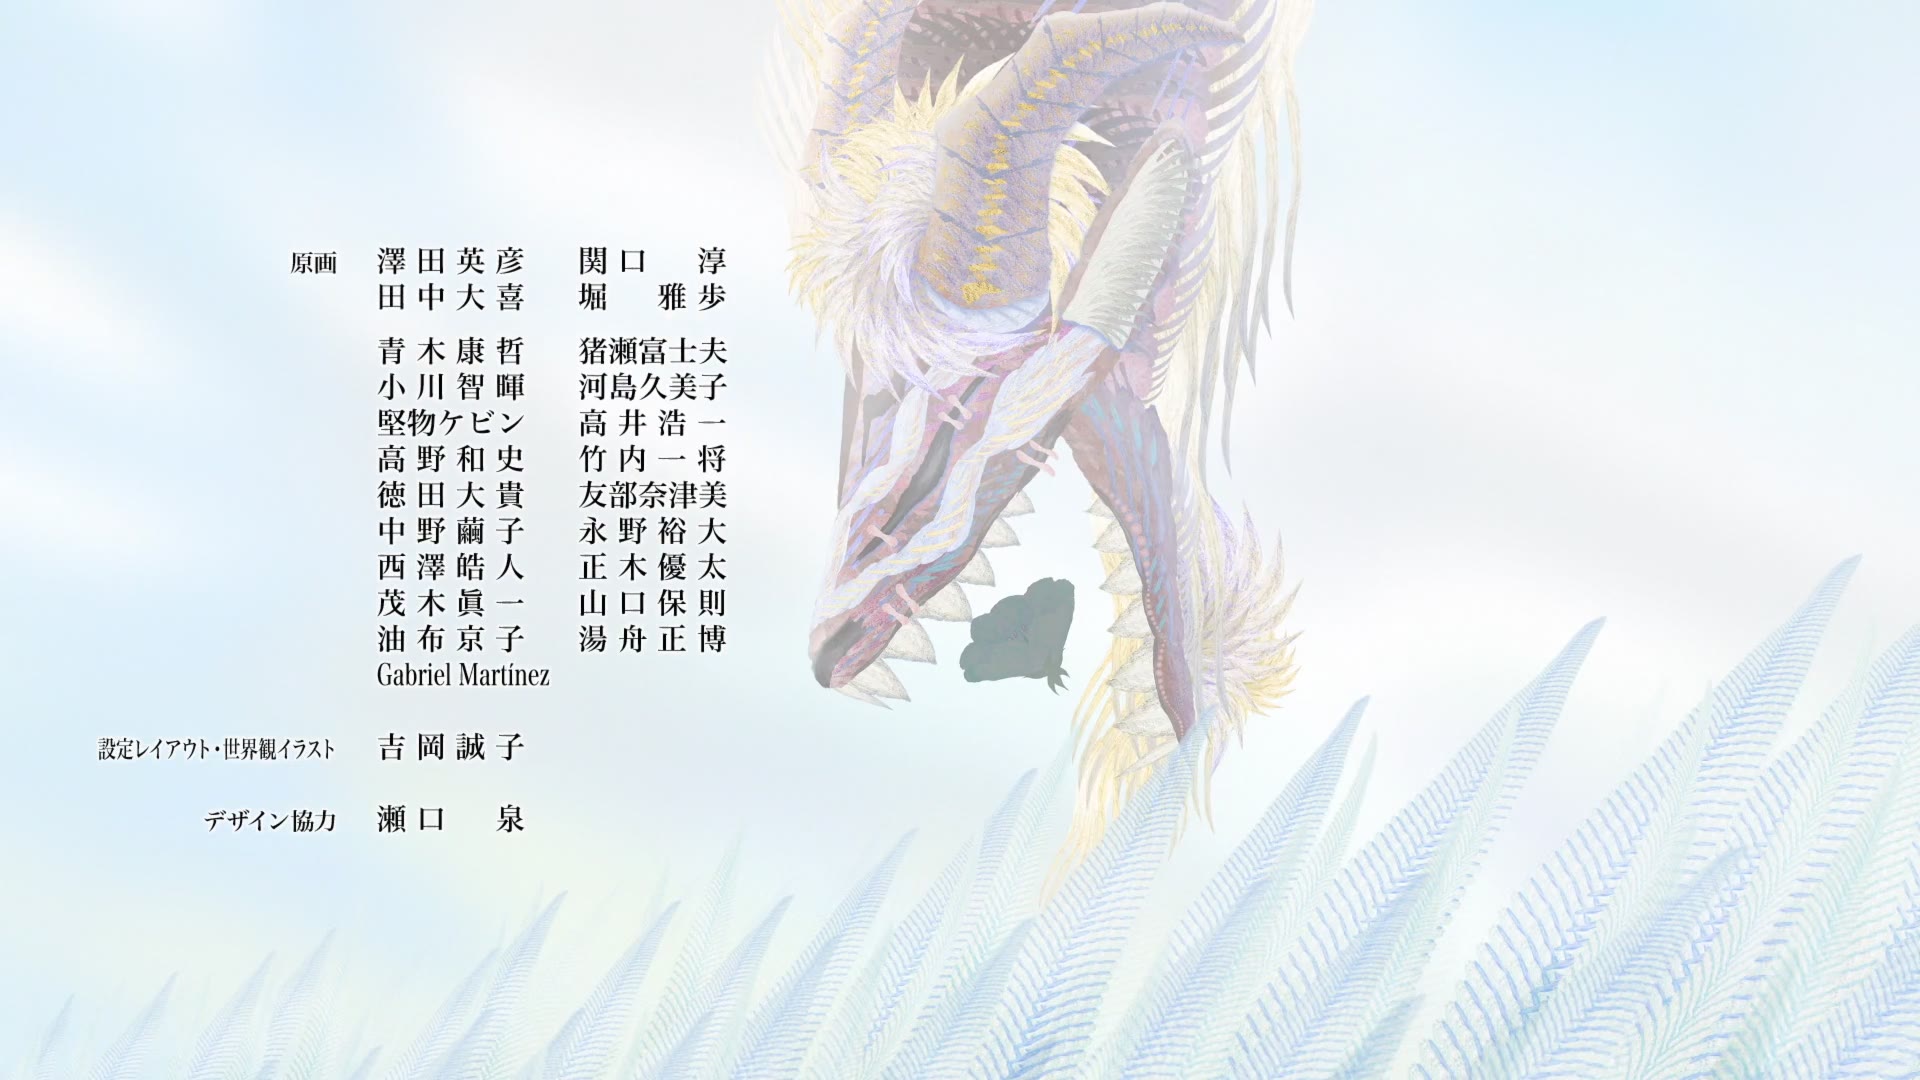 原画 澤田英彦 関口 淳
田中大喜 堀 雅歩
青木康哲 猪瀬富士夫
小川智暉 河島久美子
堅物ケビン 高井浩一
高野和史 竹内一将
徳田大貴 友部奈津美
中野繭子 永野裕大
西澤皓人 正木優太
茂木眞一 山口保則
油布京子 湯舟正博
Gabriel Martínez
設定レイアウト・世界観イラスト 吉岡誠子
デザイン協力 瀬口 泉